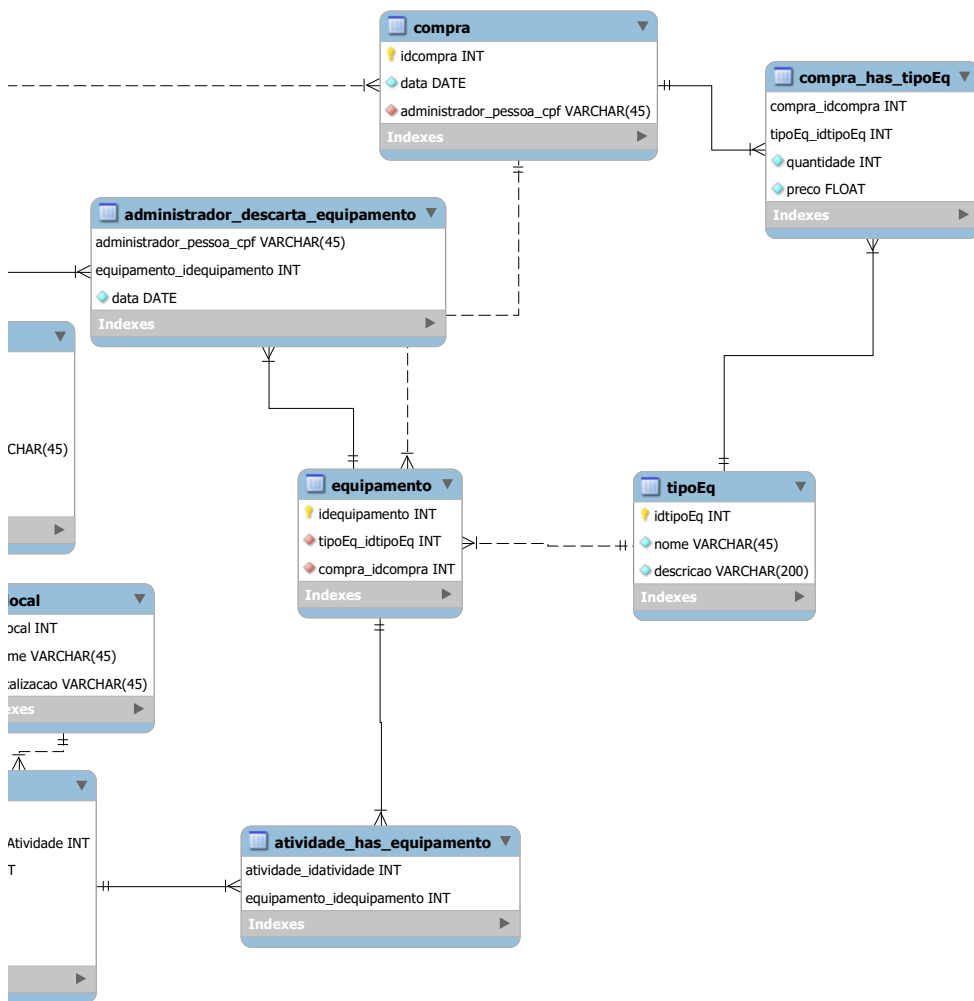 compra
idcompra INT
data DATE
administrador_pessoa_cpf VARCHAR(45)
Indexes
compra_has_tipoEq
compra_idcompra INT
tipoEq_idtipoEq INT
quantidade INT
preco FLOAT
Indexes
administrador_descarta_equipamento
administrador_pessoa_cpf VARCHAR(45)
equipamento_idequipamento INT
data DATE
Indexes
CHAR(45)
equipamento
idequipamento INT
tipoEq_idtipoEq INT
compra_idcompra INT
Indexes
tipoEq
idtipoEq INT
nome VARCHAR(45)
descricao VARCHAR(200)
Indexes
local
ocal INT
me VARCHAR(45)
calizacao VARCHAR(45)
exes
Atividade INT
T
atividade_has_equipamento
atividade_idatividade INT
equipamento_idequipamento INT
Indexes